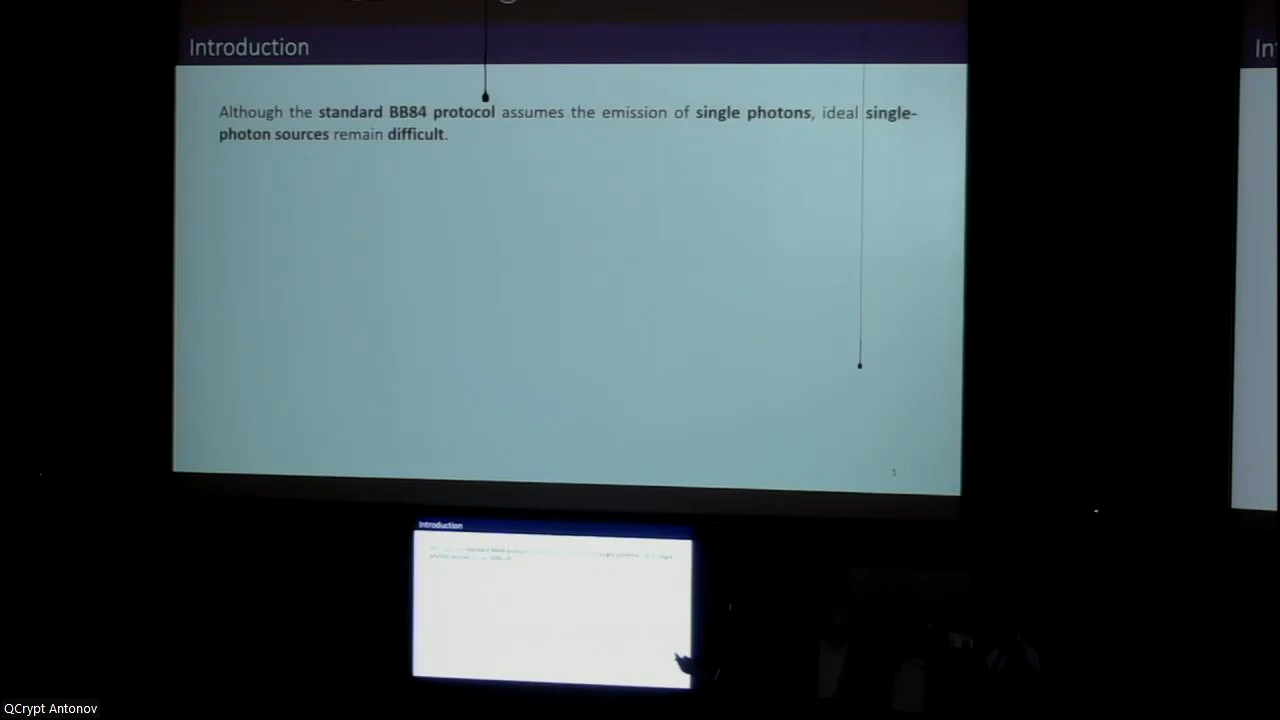 Introduction
Although the standard BB84 protocol assumes the emission of single photons, ideal single-
photon sources remain difficult.
1
In
Introduction
QCrypt Antonov